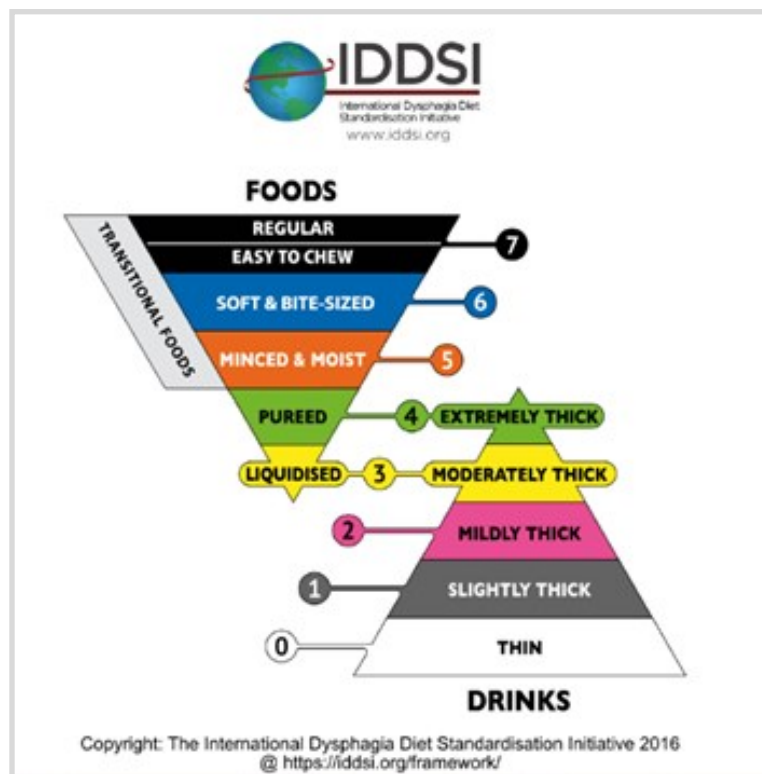 IDDSI
International Dysphagia Diet
Standardisation Initiative
www.iddsi.org
FOODS
TRANSITIONAL FOODS
REGULAR
EASY TO CHEW
7
SOFT & BITE-SIZED
6
MINCED & MOIST
5
PUREED
4
EXTREMELY THICK
LIQUIDISED
3
MODERATELY THICK
2
MILDLY THICK
1
SLIGHTLY THICK
0
THIN
DRINKS
Copyright: The International Dysphagia Diet Standardisation Initiative 2016
@ https://iddsi.org/framework/